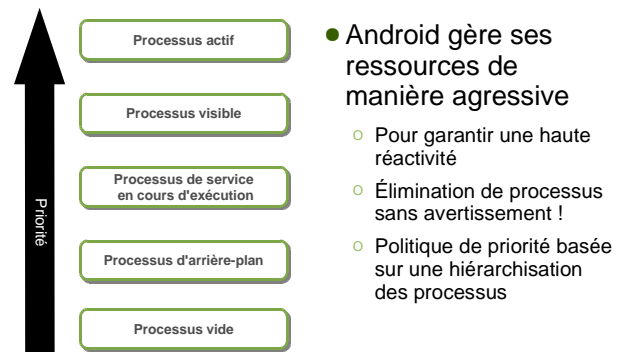 Processus actif
Processus visible
Processus de service
en cours d'exécution
Processus d'arrière-plan
Processus vide
Priorité
Android gère ses
ressources de
manière agressive
Pour garantir une haute
réactivité
Élimination de processus
sans avertissement !
Politique de priorité basée
sur une hiérarchisation
des processus